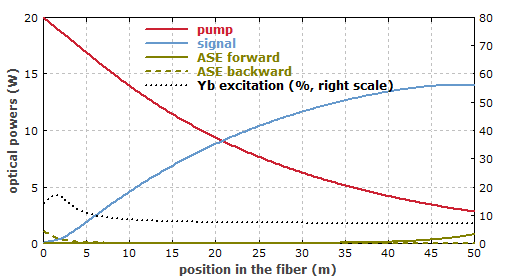 20
15
10
5
0
optical powers (W)
pump
signal
ASE forward
ASE backward
Yb excitation (%, right scale)
80
70
60
50
40
30
20
10
0
0 5 10 15 20 25 30 35 40 45 50
position in the fiber (m)